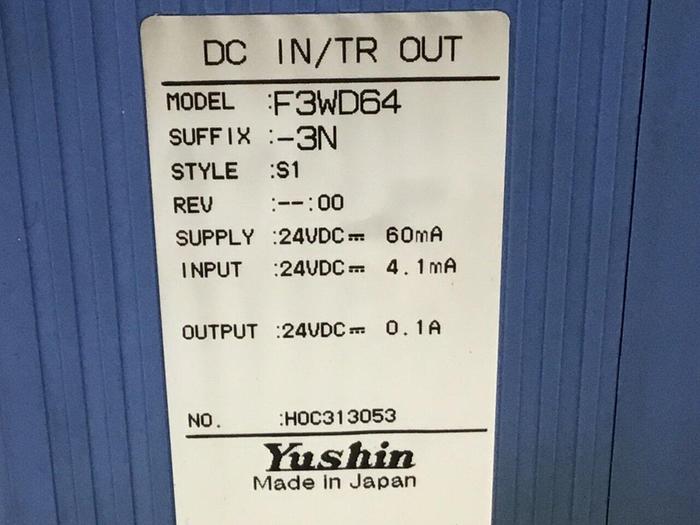 DC IN/TR OUT
MODEL :F3WD64
SUFFIX :-3N
STYLE :S1
REV :--:00
SUPPLY :24VDC⎓ 60mA
INPUT :24VDC⎓ 4.1mA
OUTPUT :24VDC⎓ 0.1A
NO. :HOC313053
Yushin
Made in Japan